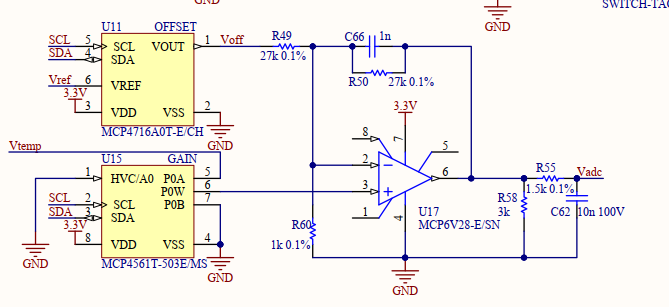 GND
SWITCH-TAC
GND
U11 OFFSET
SCL 5 SCL VOUT 1 Voff
SDA 4 SDA
Vref 6 VREF
3.3V
3 VDD VSS 2
MCP4716A0T-E/CH
GND
R49
27k 0.1%
C66 1n
R50 27k 0.1%
3.3V
8 7 5
2
6
3
1 4
U17
MCP6V28-E/SN
Vtemp
U15 GAIN
1 HVC/A0 P0A 5
P0W 6
SCL 2 SCL P0B 7
SDA 3 SDA
3.3V
8 VDD VSS 4
MCP4561T-503E/MS
GND
GND
R60
1k 0.1%
GND
R58
3k
R55
1.5k 0.1%
Vadc
C62 10n 100V